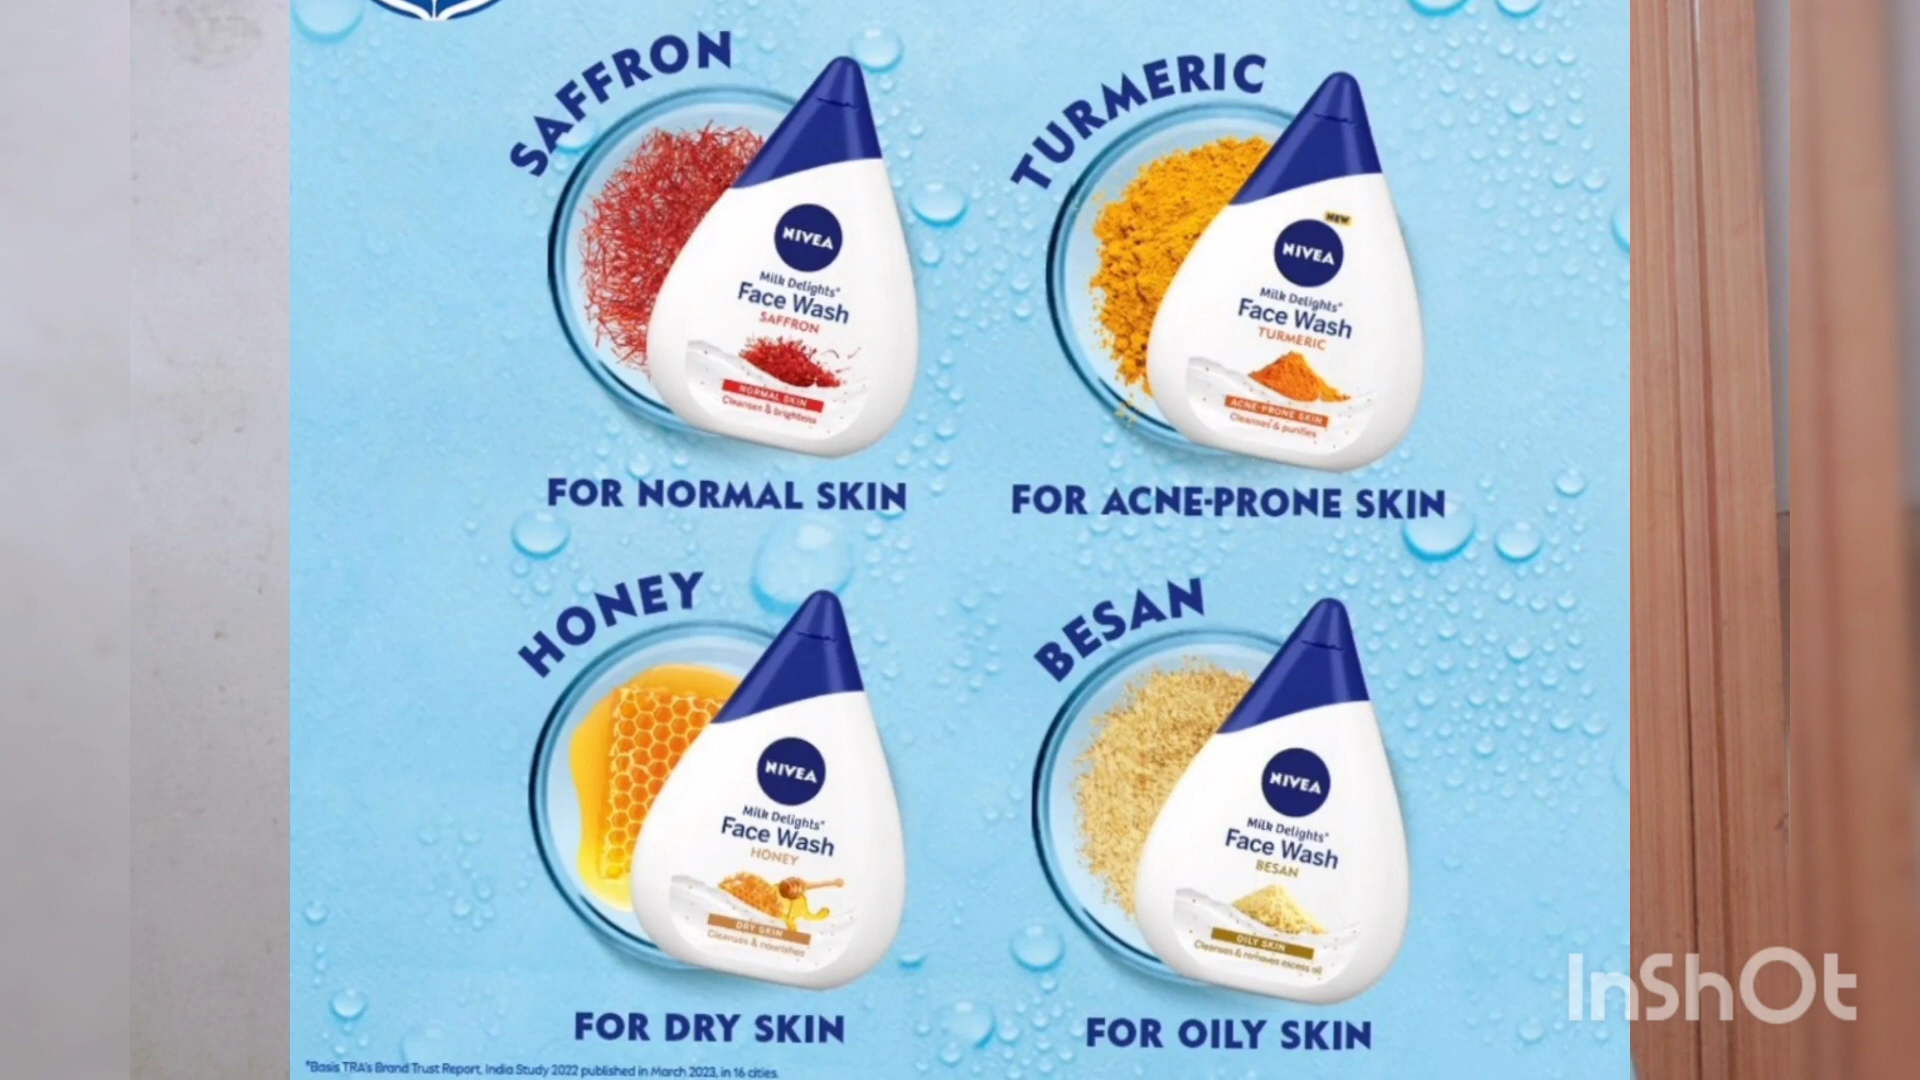 SAFFRON
NIVEA
Milk Delights*
Face Wash
SAFFRON
NORMAL SKIN
Cleanses & brightens
FOR NORMAL SKIN
TURMERIC
NEW
NIVEA
Milk Delights*
Face Wash
TURMERIC
ACNE-PRONE SKIN
Cleanses & purifies
FOR ACNE-PRONE SKIN
HONEY
NIVEA
Milk Delights*
Face Wash
HONEY
DRY SKIN
Cleanses & nourishes
FOR DRY SKIN
BESAN
NIVEA
Milk Delights*
Face Wash
BESAN
OILY SKIN
Cleanses & removes excess oil
FOR OILY SKIN
InShOt
*Basis TRA's Brand Trust Report, India Study 2022 published in March 2023, in 16 cities.